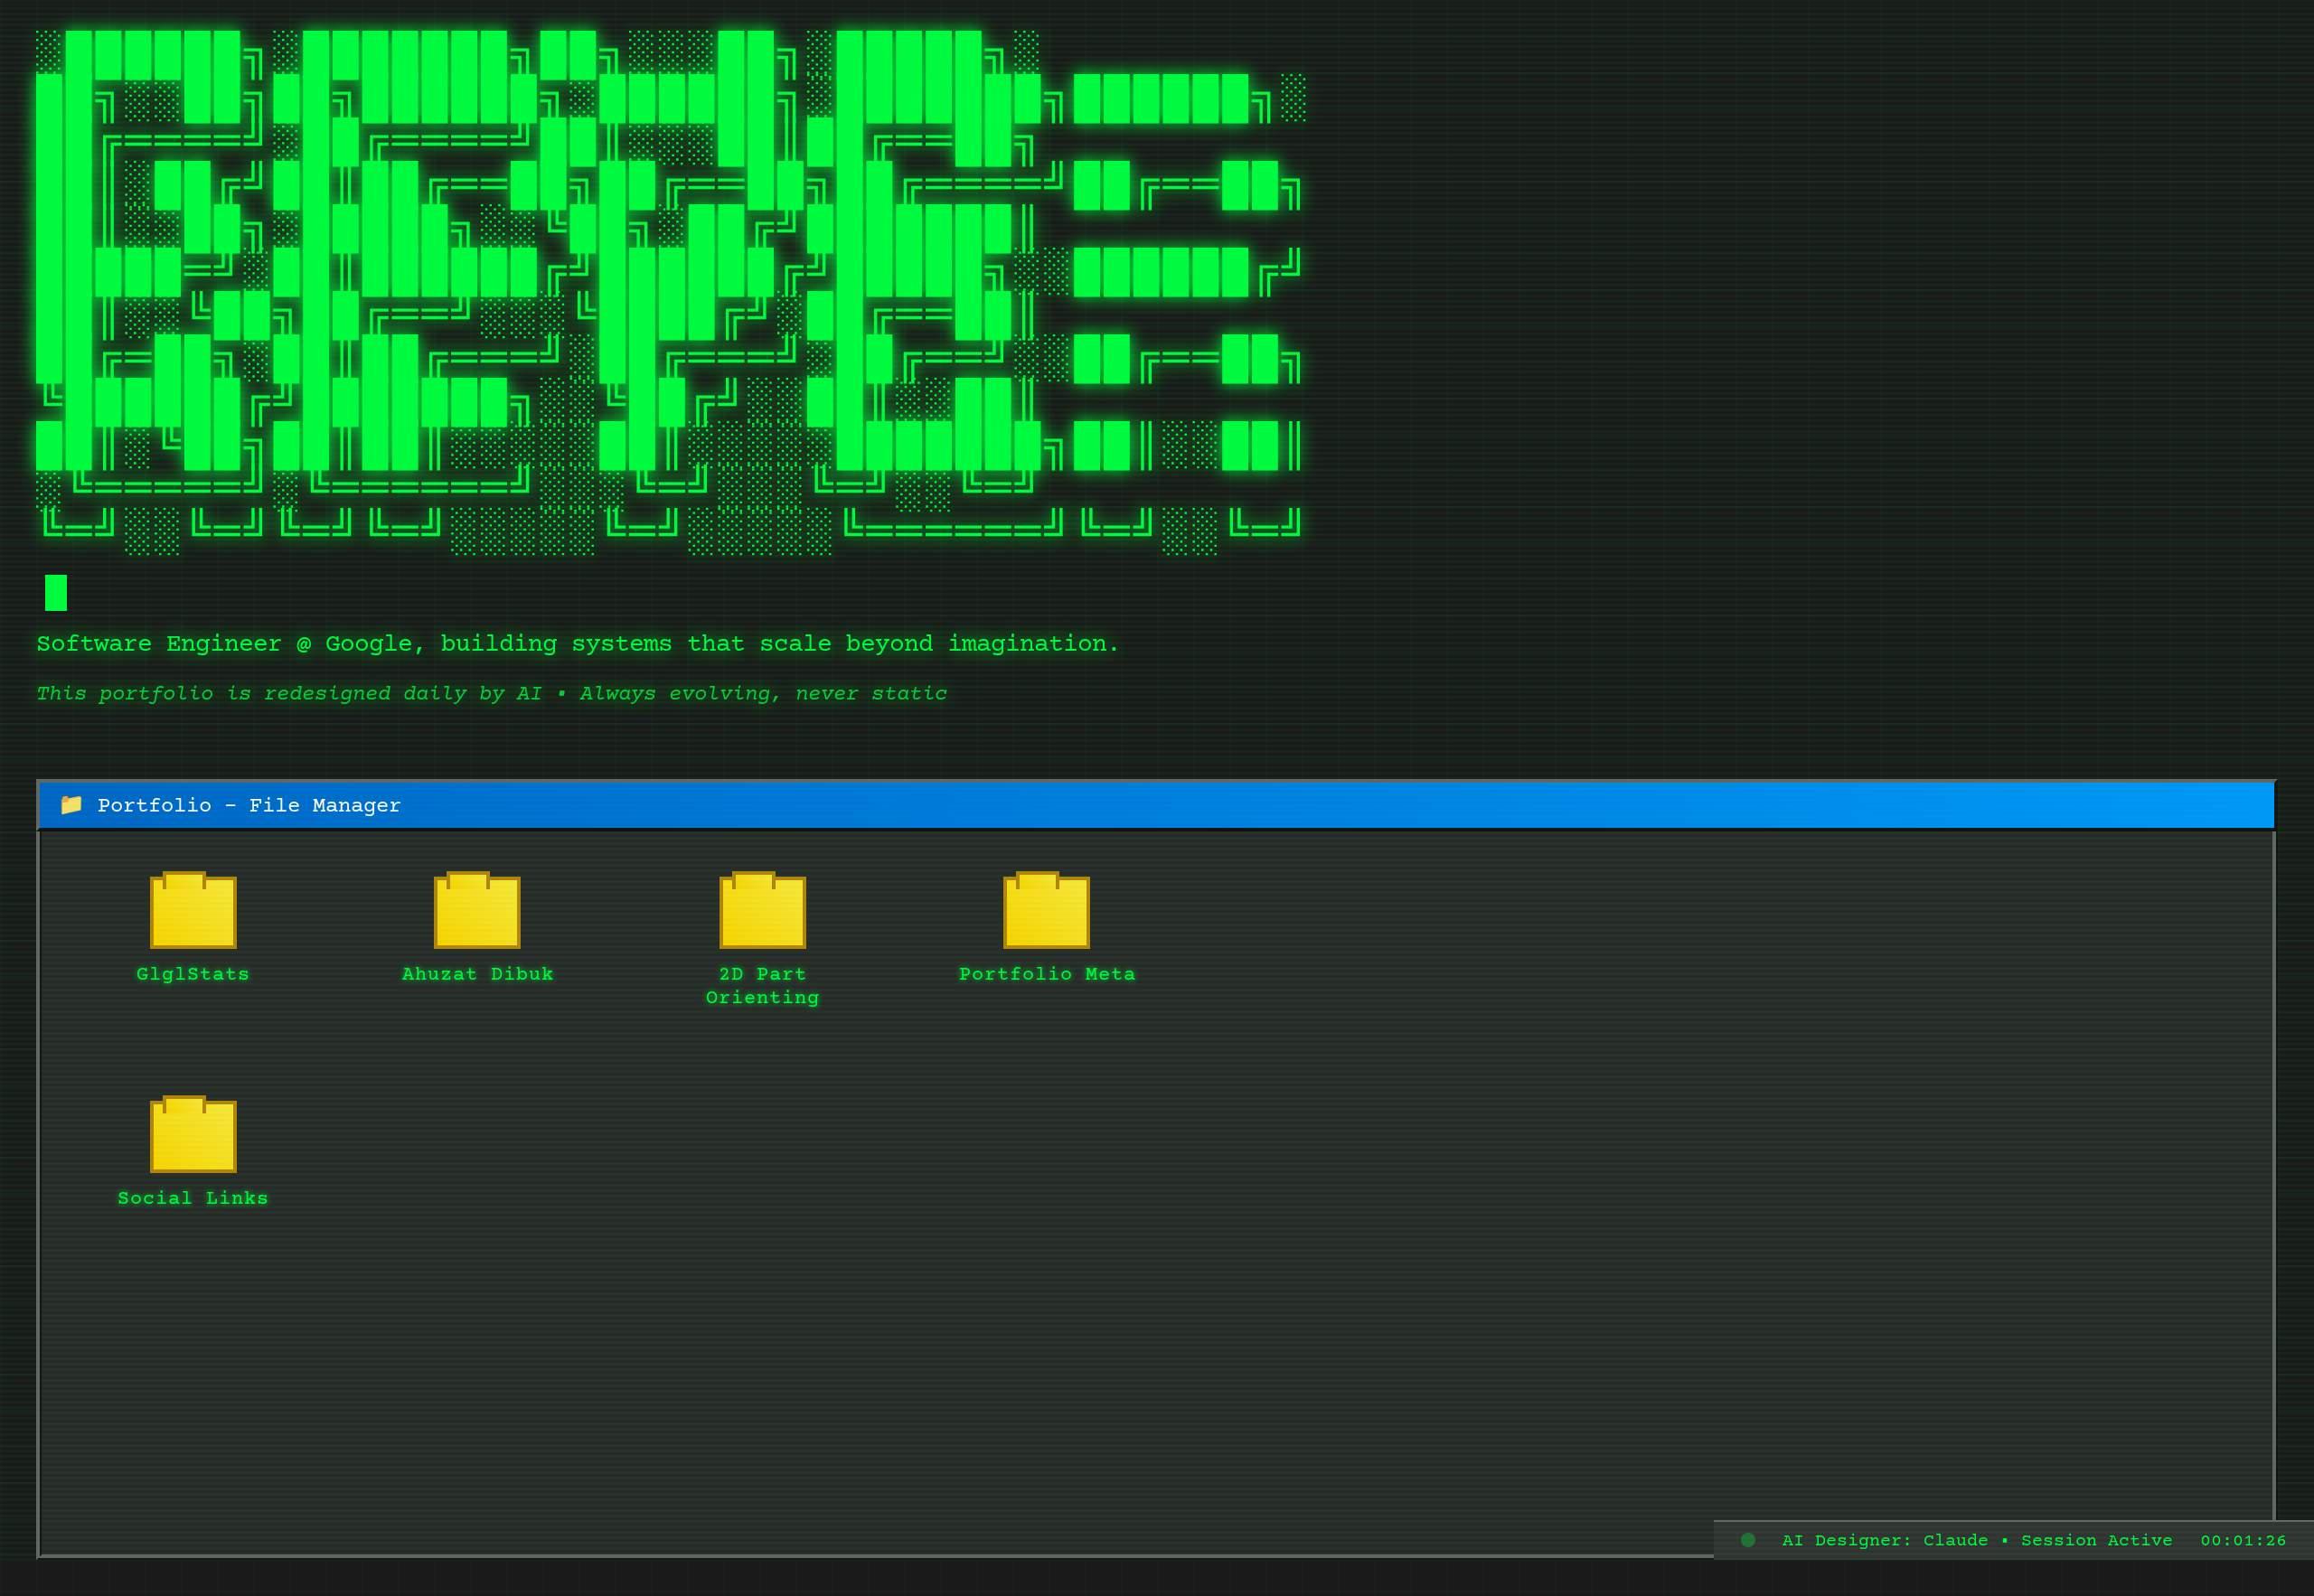 Software Engineer @ Google, building systems that scale beyond imagination.
This portfolio is redesigned daily by AI ▪ Always evolving, never static
Portfolio - File Manager
GlglStats
Ahuzat Dibuk
2D Part
Orienting
Portfolio Meta
Social Links
AI Designer: Claude ▪ Session Active 00:01:26